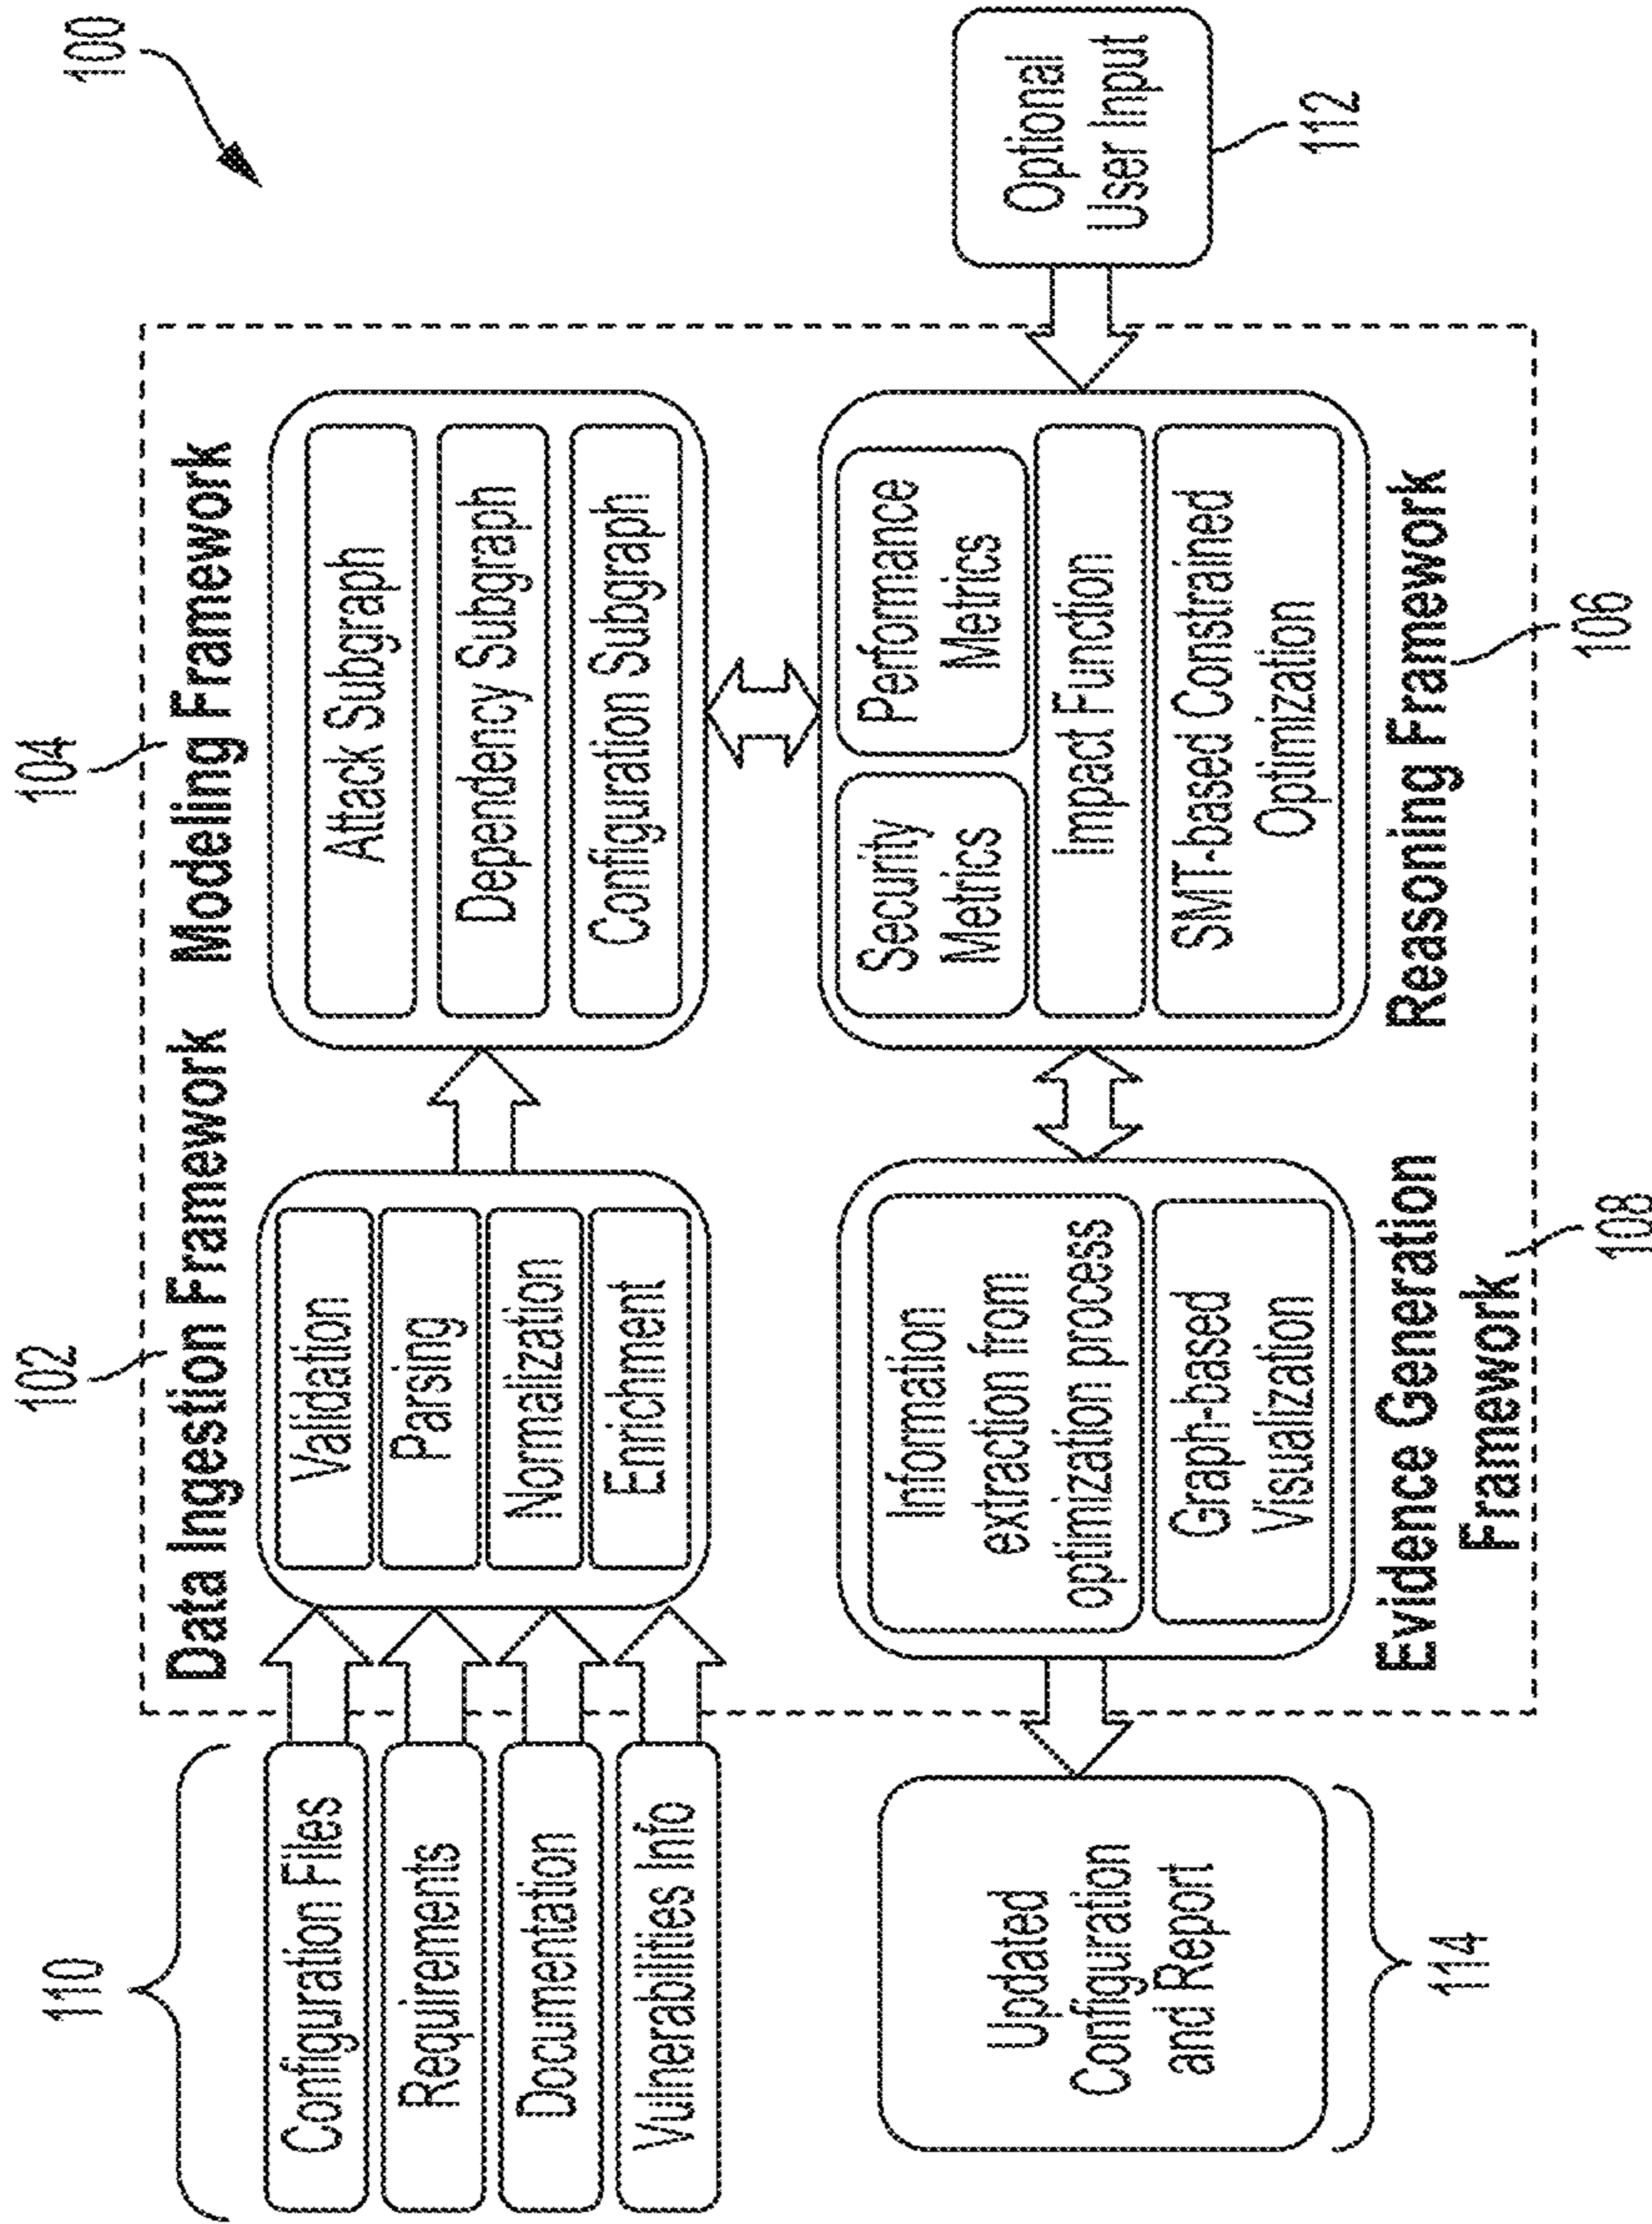 100
110
102
104
Data Ingestion Framework
Modeling Framework
Configuration Files
Requirements
Documentation
Vulnerabilities Info
Validation
Parsing
Normalization
Enrichment
Attack Subgraph
Dependency Subgraph
Configuration Subgraph
Updated
Configuration
and Report
114
Information
extraction from
optimization process
Graph-based
Visualization
Evidence Generation
Framework
108
Security
Metrics
Performance
Metrics
Impact Function
SMT-based Constrained
Optimization
Reasoning Framework
106
Optional
User Input
112